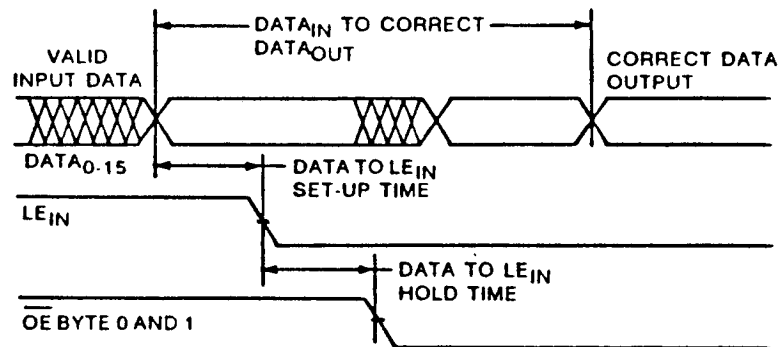 DATAIN TO CORRECT
DATAOUT
VALID
INPUT DATA
CORRECT DATA
OUTPUT
DATA0-15
DATA TO LEIN
SET-UP TIME
LEIN
DATA TO LEIN
HOLD TIME
OE BYTE 0 AND 1